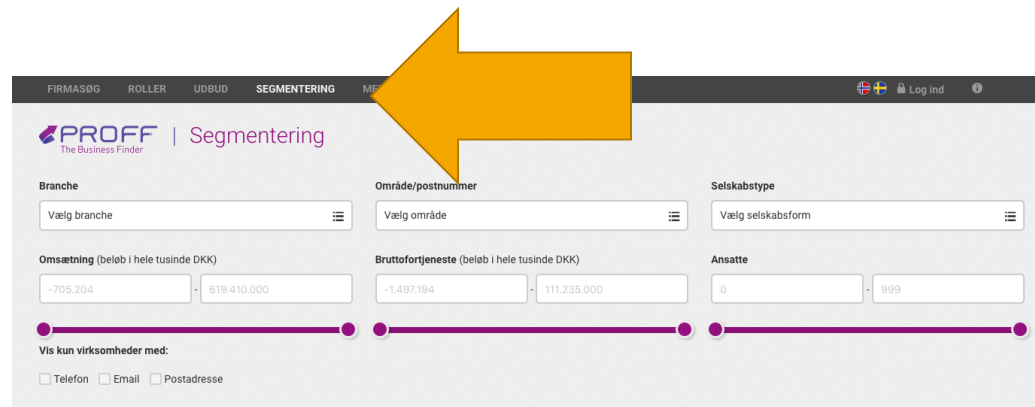 FIRMASØG ROLLER UDBUD SEGMENTERING Log ind
PROFF | Segmentering
The Business Finder
Branche Område/postnummer Selskabstype
Vælg branche Vælg område Vælg selskabsform
Omsætning (beløb i hele tusinde DKK) Bruttofortjeneste (beløb i hele tusinde DKK) Ansatte
-705.204 - 619.410.000 -1.497.194 - 111.235.000 0 - 999
Vis kun virksomheder med:
Telefon Email Postadresse